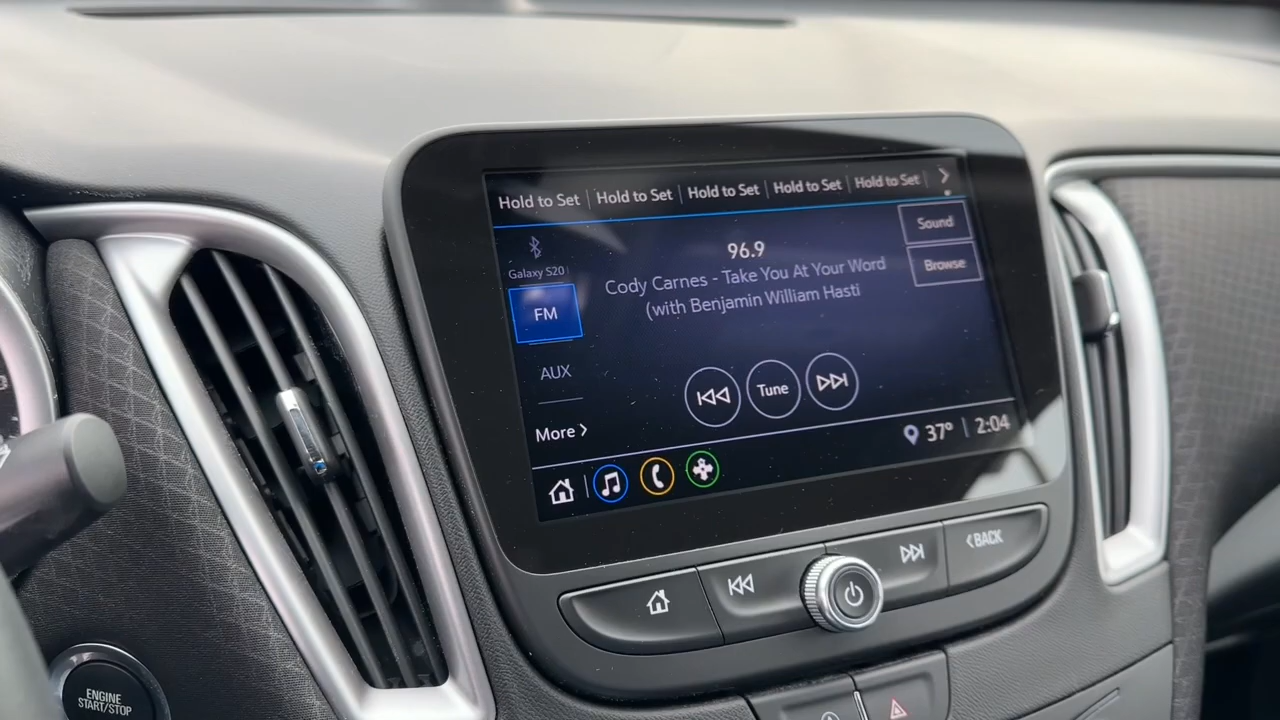 Hold to Set Hold to Set Hold to Set Hold to Set Hold to Set
Galaxy S20
FM
AUX
More
96.9
Cody Carnes - Take You At Your Word
(with Benjamin William Hasti
Sound
Browse
Tune
37° 2:04
BACK
ENGINE
START/STOP